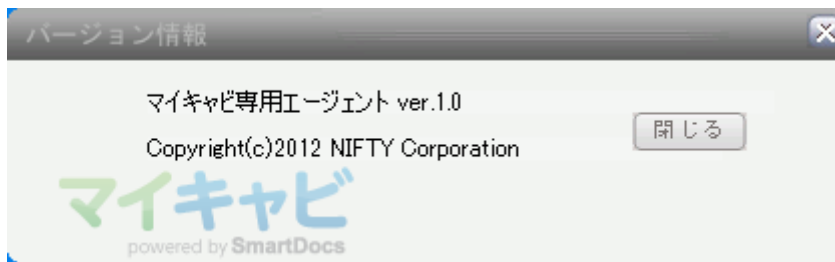 バージョン情報
マイキャビ専用エージェント ver.1.0
閉じる
Copyright(c)2012 NIFTY Corporation
マイキャビ
powered by SmartDocs